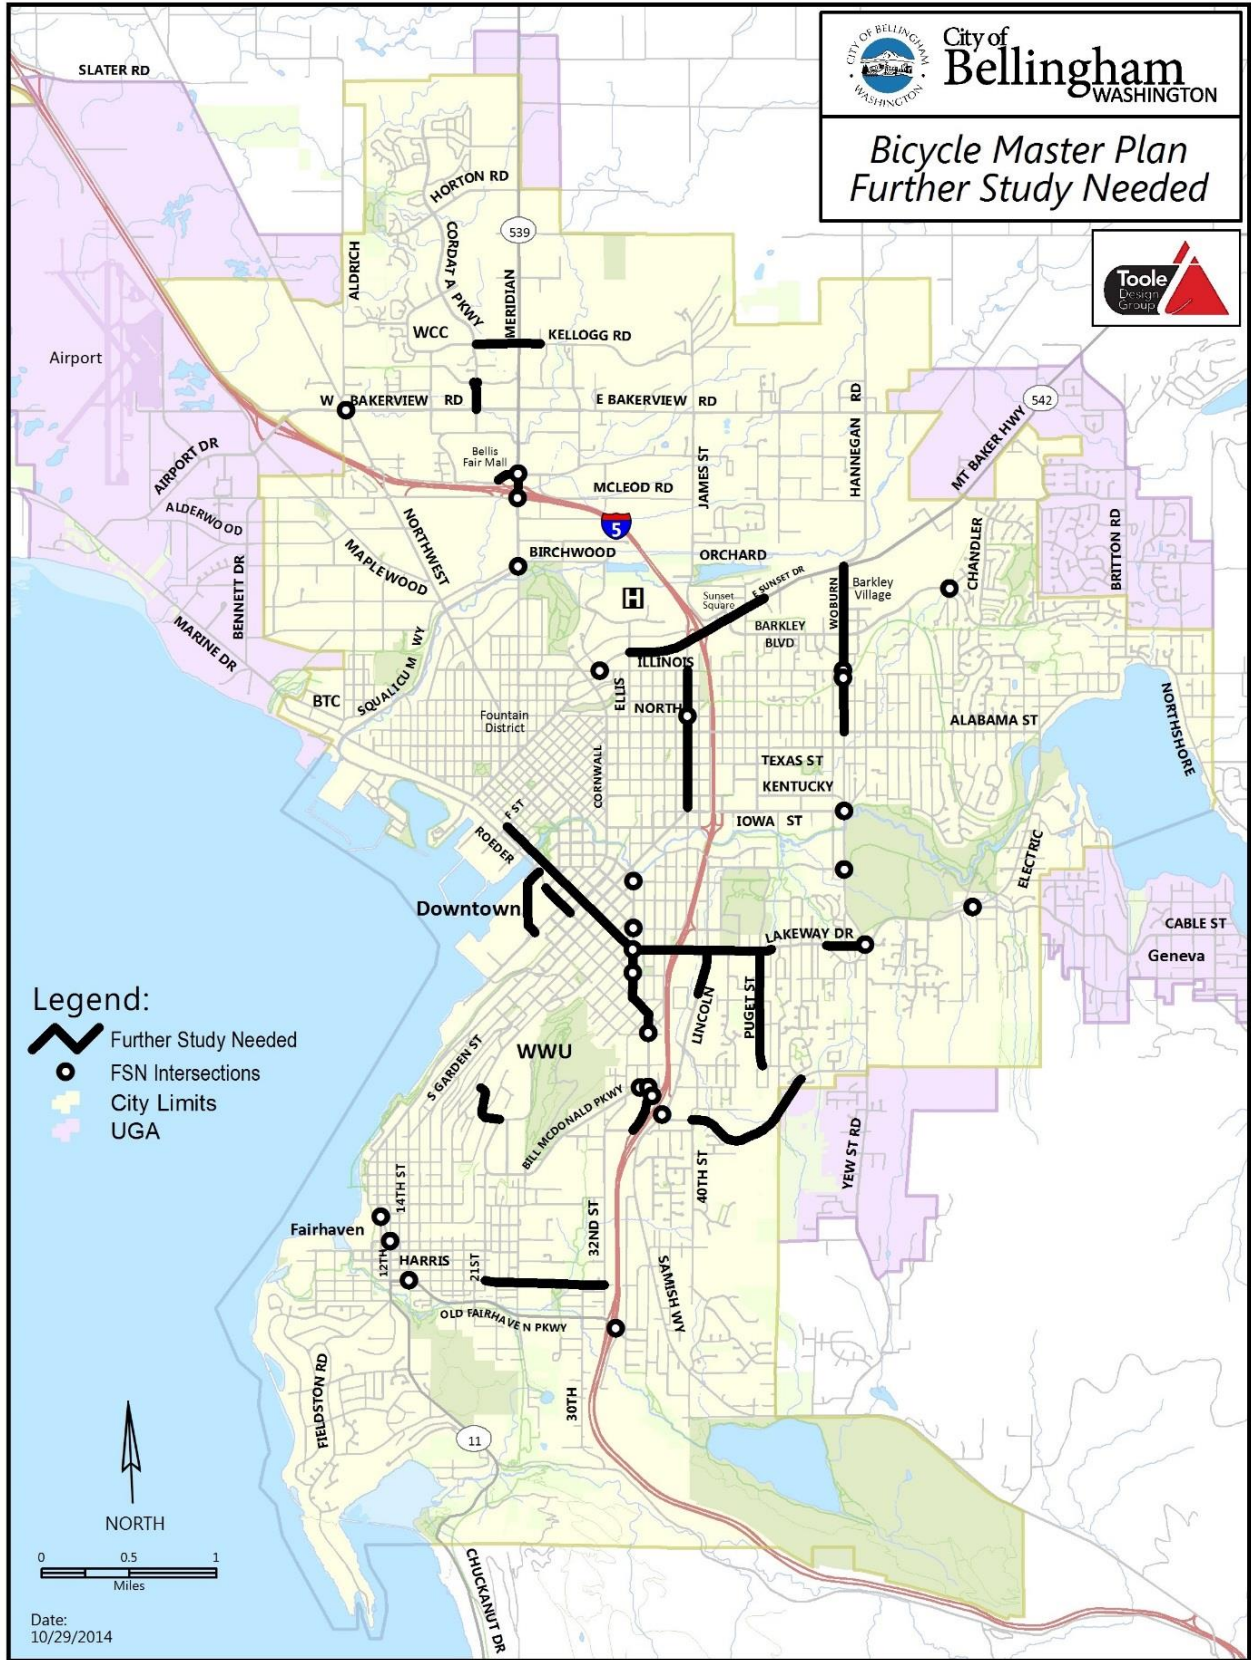 CITY OF BELLINGHAM
WASHINGTON
City of
Bellingham
WASHINGTON
Bicycle Master Plan
Further Study Needed
Toole
Design
Group
SLATER RD
HORTON RD
539
ALDRICH
CORDATA PKWY
MERIDIAN
WCC
KELLOGG RD
Airport
W BAKERVIEW RD
E BAKERVIEW RD
HANNEGAN RD
542
MT BAKER HWY
AIRPORT DR
Bellis
Fair Mall
MCLEOD RD
JAMES ST
ALDERWOOD
NORTHWEST
5
BIRCHWOOD
ORCHARD
CHANDLER
BRITTON RD
MAPLEWOOD
BENNETT DR
H
Sunset
Square
E SUNSET DR
WOBURN
Barkley
Village
MARINE DR
SQUALICUM WY
BARKLEY
BLVD
ILLINOIS
BTC
ELLIS
NORTH
Fountain
District
ALABAMA ST
NORTHSHORE
CORNWALL
TEXAS ST
KENTUCKY
F ST
ROEDER
IOWA ST
ELECTRIC
Downtown
LAKEWAY DR
CABLE ST
Geneva
LINCOLN
PUGET ST
Legend:
Further Study Needed
FSN Intersections
City Limits
UGA
WWU
S GARDEN ST
BILL MCDONALD PKWY
YEW ST RD
14TH ST
40TH ST
32ND ST
Fairhaven
12TH
HARRIS
21ST
SAMISH WY
OLD FAIRHAVEN PKWY
FIELDSTON RD
30TH
11
NORTH
0 0.5 1
Miles
CHUCKANUT DR
Date:
10/29/2014